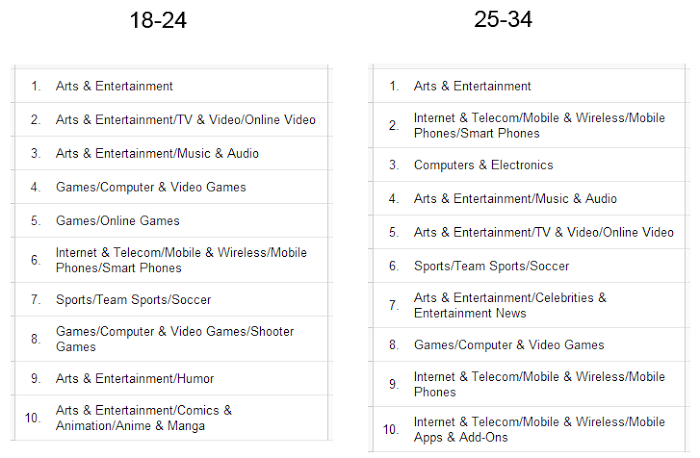 18-24
1. Arts & Entertainment
2. Arts & Entertainment/TV & Video/Online Video
3. Arts & Entertainment/Music & Audio
4. Games/Computer & Video Games
5. Games/Online Games
6. Internet & Telecom/Mobile & Wireless/Mobile
Phones/Smart Phones
7. Sports/Team Sports/Soccer
8. Games/Computer & Video Games/Shooter
Games
9. Arts & Entertainment/Humor
10. Arts & Entertainment/Comics &
Animation/Anime & Manga
25-34
1. Arts & Entertainment
2. Internet & Telecom/Mobile & Wireless/Mobile
Phones/Smart Phones
3. Computers & Electronics
4. Arts & Entertainment/Music & Audio
5. Arts & Entertainment/TV & Video/Online Video
6. Sports/Team Sports/Soccer
7. Arts & Entertainment/Celebrities &
Entertainment News
8. Games/Computer & Video Games
9. Internet & Telecom/Mobile & Wireless/Mobile
Phones
10. Internet & Telecom/Mobile & Wireless/Mobile
Apps & Add-Ons